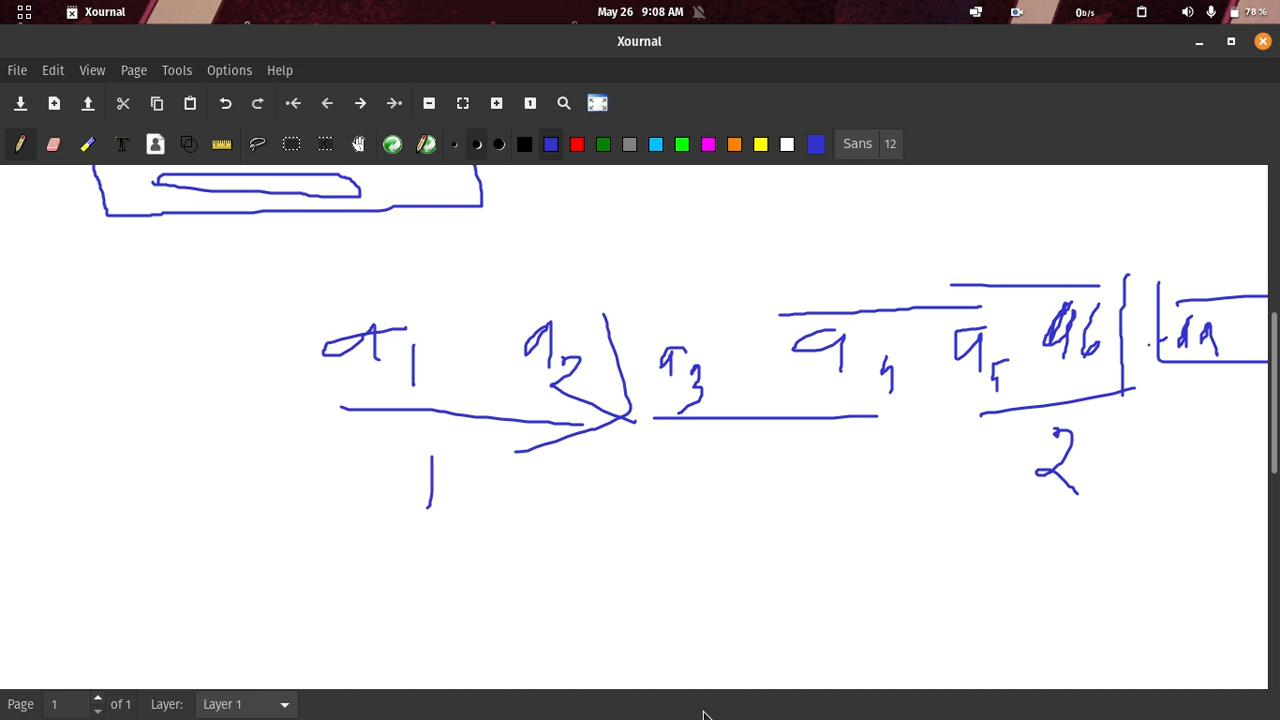 Xournal
May 26 9:08 AM
0b/s
78 %
Xournal
File Edit View Page Tools Options Help
Sans 12
a1 a2 a3 a4 a5 a6
1 2
Page 1 of 1 Layer: Layer 1